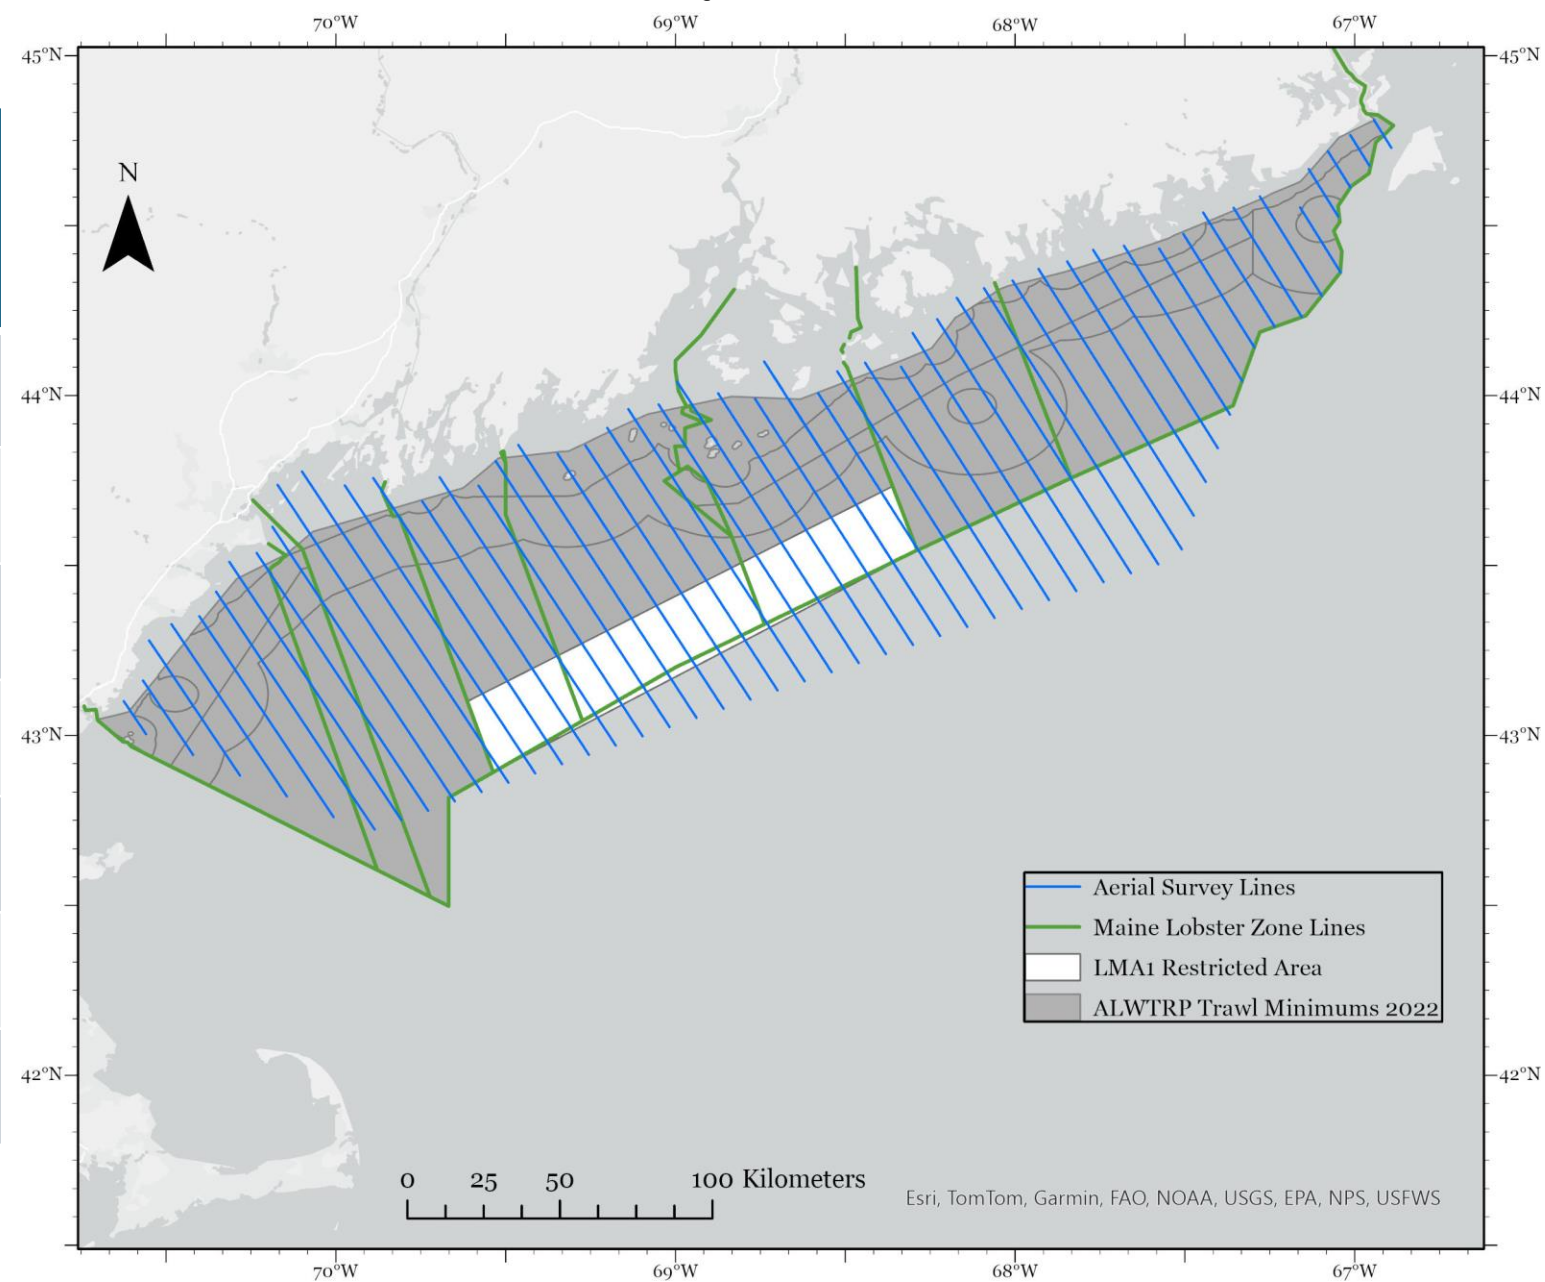 70°W 69°W 68°W 67°W
45°N 45°N
N
44°N 44°N
43°N 43°N
Aerial Survey Lines
Maine Lobster Zone Lines
LMA1 Restricted Area
ALWTRP Trawl Minimums 2022
42°N 42°N
0 25 50 100 Kilometers
Esri, TomTom, Garmin, FAO, NOAA, USGS, EPA, NPS, USFWS
70°W 69°W 68°W 67°W